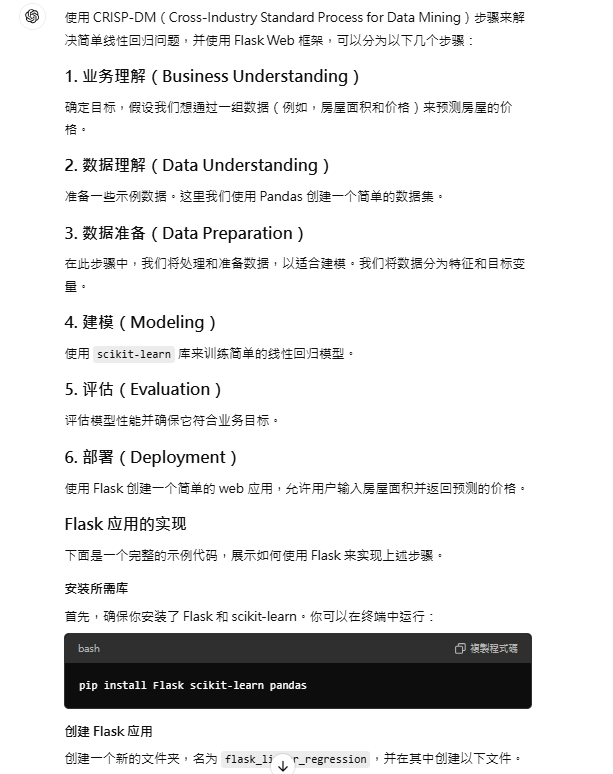 使用 CRISP-DM（Cross-Industry Standard Process for Data Mining）步骤来解
决简单线性回归问题，并使用 Flask Web 框架，可以分为以下几个步骤：
1. 业务理解（Business Understanding）
确定目标，假设我们想通过一组数据（例如，房屋面积和价格）来预测房屋的价
格。
2. 数据理解（Data Understanding）
准备一些示例数据。这里我们使用 Pandas 创建一个简单的数据集。
3. 数据准备（Data Preparation）
在此步骤中，我们将处理和准备数据，以适合建模。我们将数据分为特征和目标变
量。
4. 建模（Modeling）
使用 scikit-learn 库来训练简单的线性回归模型。
5. 评估（Evaluation）
评估模型性能并确保它符合业务目标。
6. 部署（Deployment）
使用 Flask 创建一个简单的 web 应用，允许用户输入房屋面积并返回预测的价格。
Flask 应用的实现
下面是一个完整的示例代码，展示如何使用 Flask 来实现上述步骤。
安装所需库
首先，确保你安装了 Flask 和 scikit-learn。你可以在终端中运行：
bash 複製程式碼
pip install Flask scikit-learn pandas
创建 Flask 应用
创建一个新的文件夹，名为 ，并在其中创建以下文件。